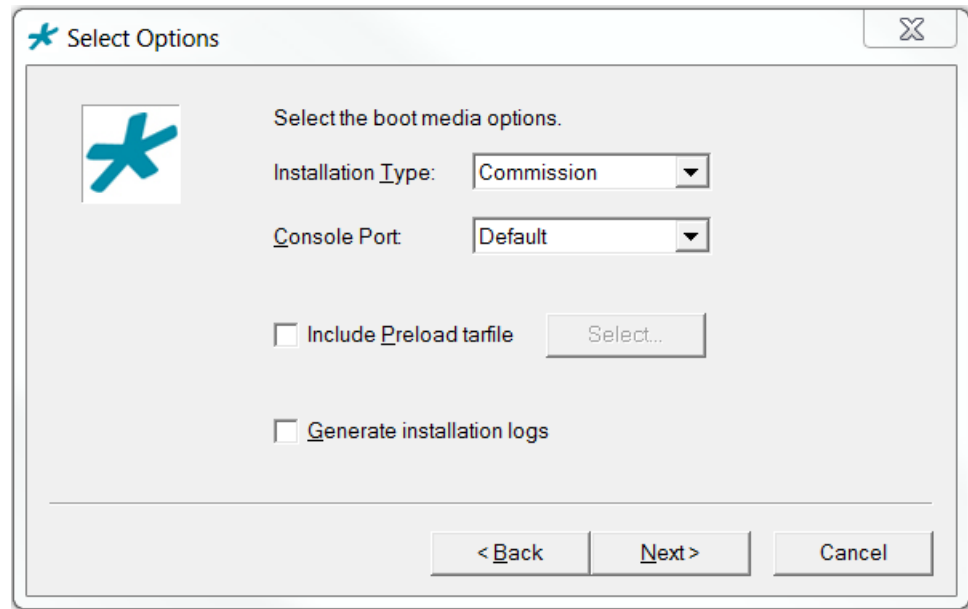 Select Options
Select the boot media options.
Installation Type: Commission
Console Port: Default
Include Preload tarfile Select...
Generate installation logs
< Back Next > Cancel